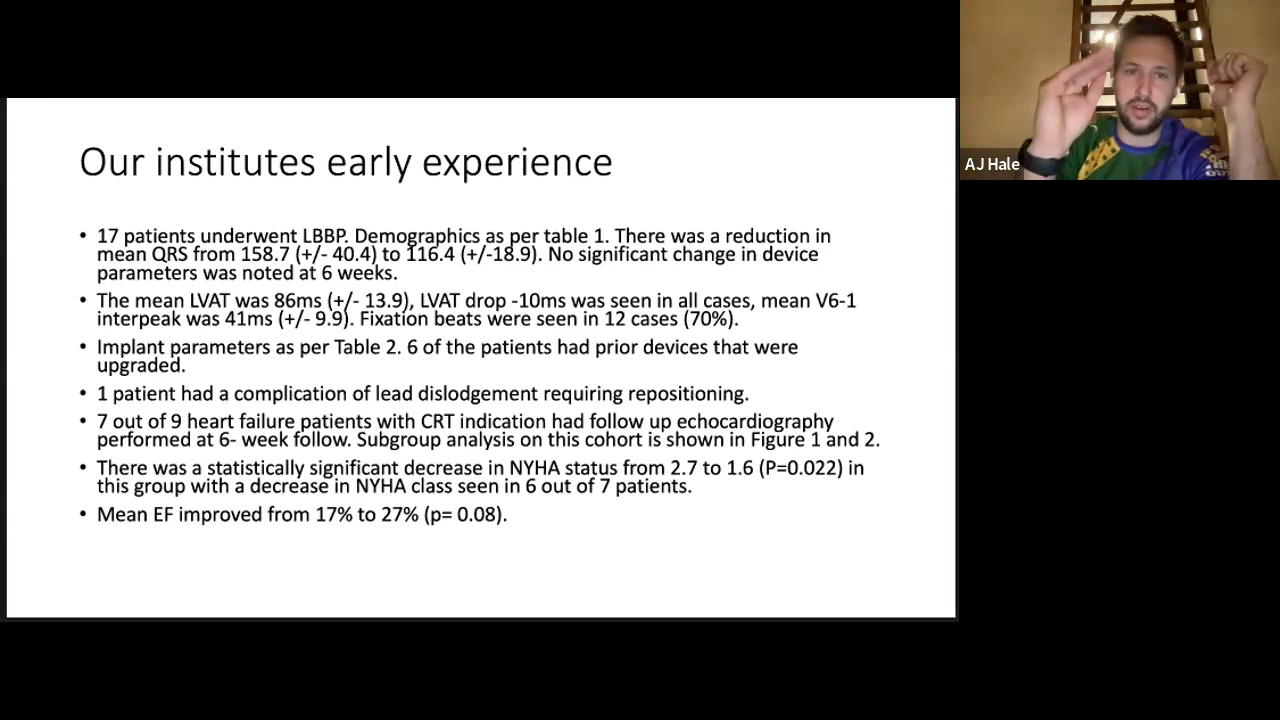 Our institutes early experience
• 17 patients underwent LBBP. Demographics as per table 1. There was a reduction in
mean QRS from 158.7 (+/- 40.4) to 116.4 (+/-18.9). No significant change in device
parameters was noted at 6 weeks.
• The mean LVAT was 86ms (+/- 13.9), LVAT drop -10ms was seen in all cases, mean V6-1
interpeak was 41ms (+/- 9.9). Fixation beats were seen in 12 cases (70%).
• Implant parameters as per Table 2. 6 of the patients had prior devices that were
upgraded.
• 1 patient had a complication of lead dislodgement requiring repositioning.
• 7 out of 9 heart failure patients with CRT indication had follow up echocardiography
performed at 6- week follow. Subgroup analysis on this cohort is shown in Figure 1 and 2.
• There was a statistically significant decrease in NYHA status from 2.7 to 1.6 (P=0.022) in
this group with a decrease in NYHA class seen in 6 out of 7 patients.
• Mean EF improved from 17% to 27% (p= 0.08).
AJ Hale